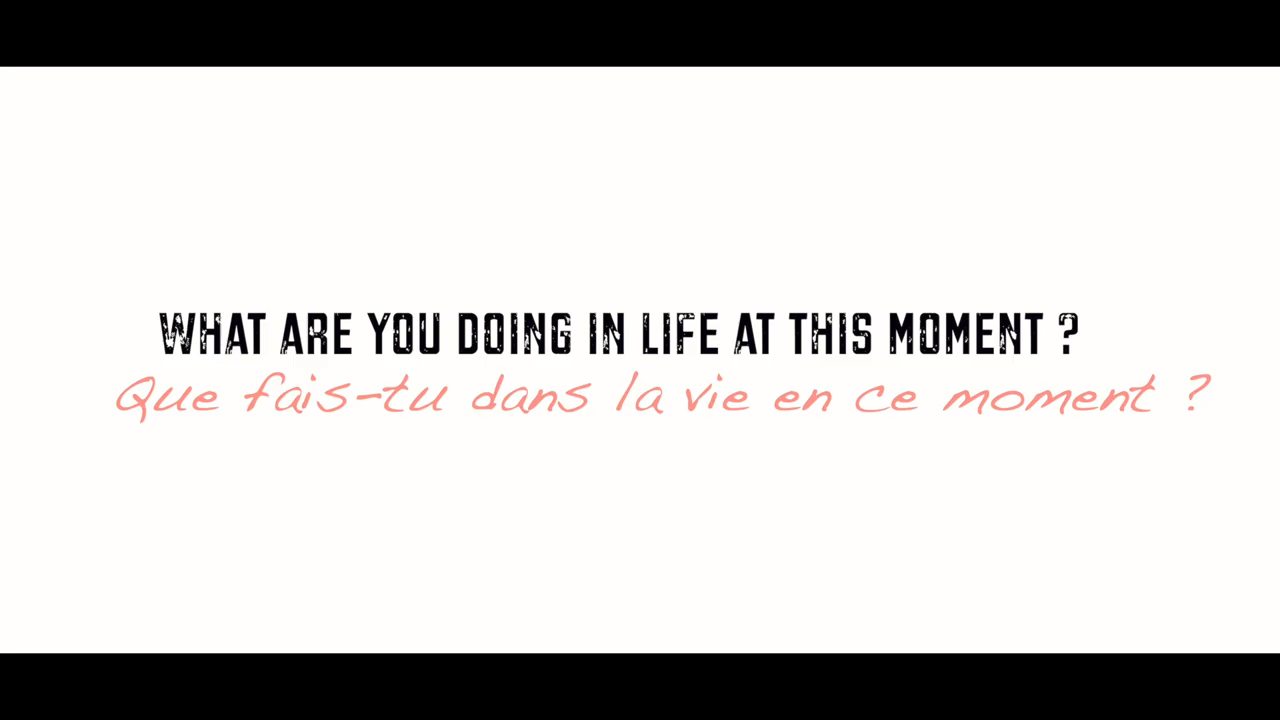 WHAT ARE YOU DOING IN LIFE AT THIS MOMENT ?
Que fais-tu dans la vie en ce moment ?